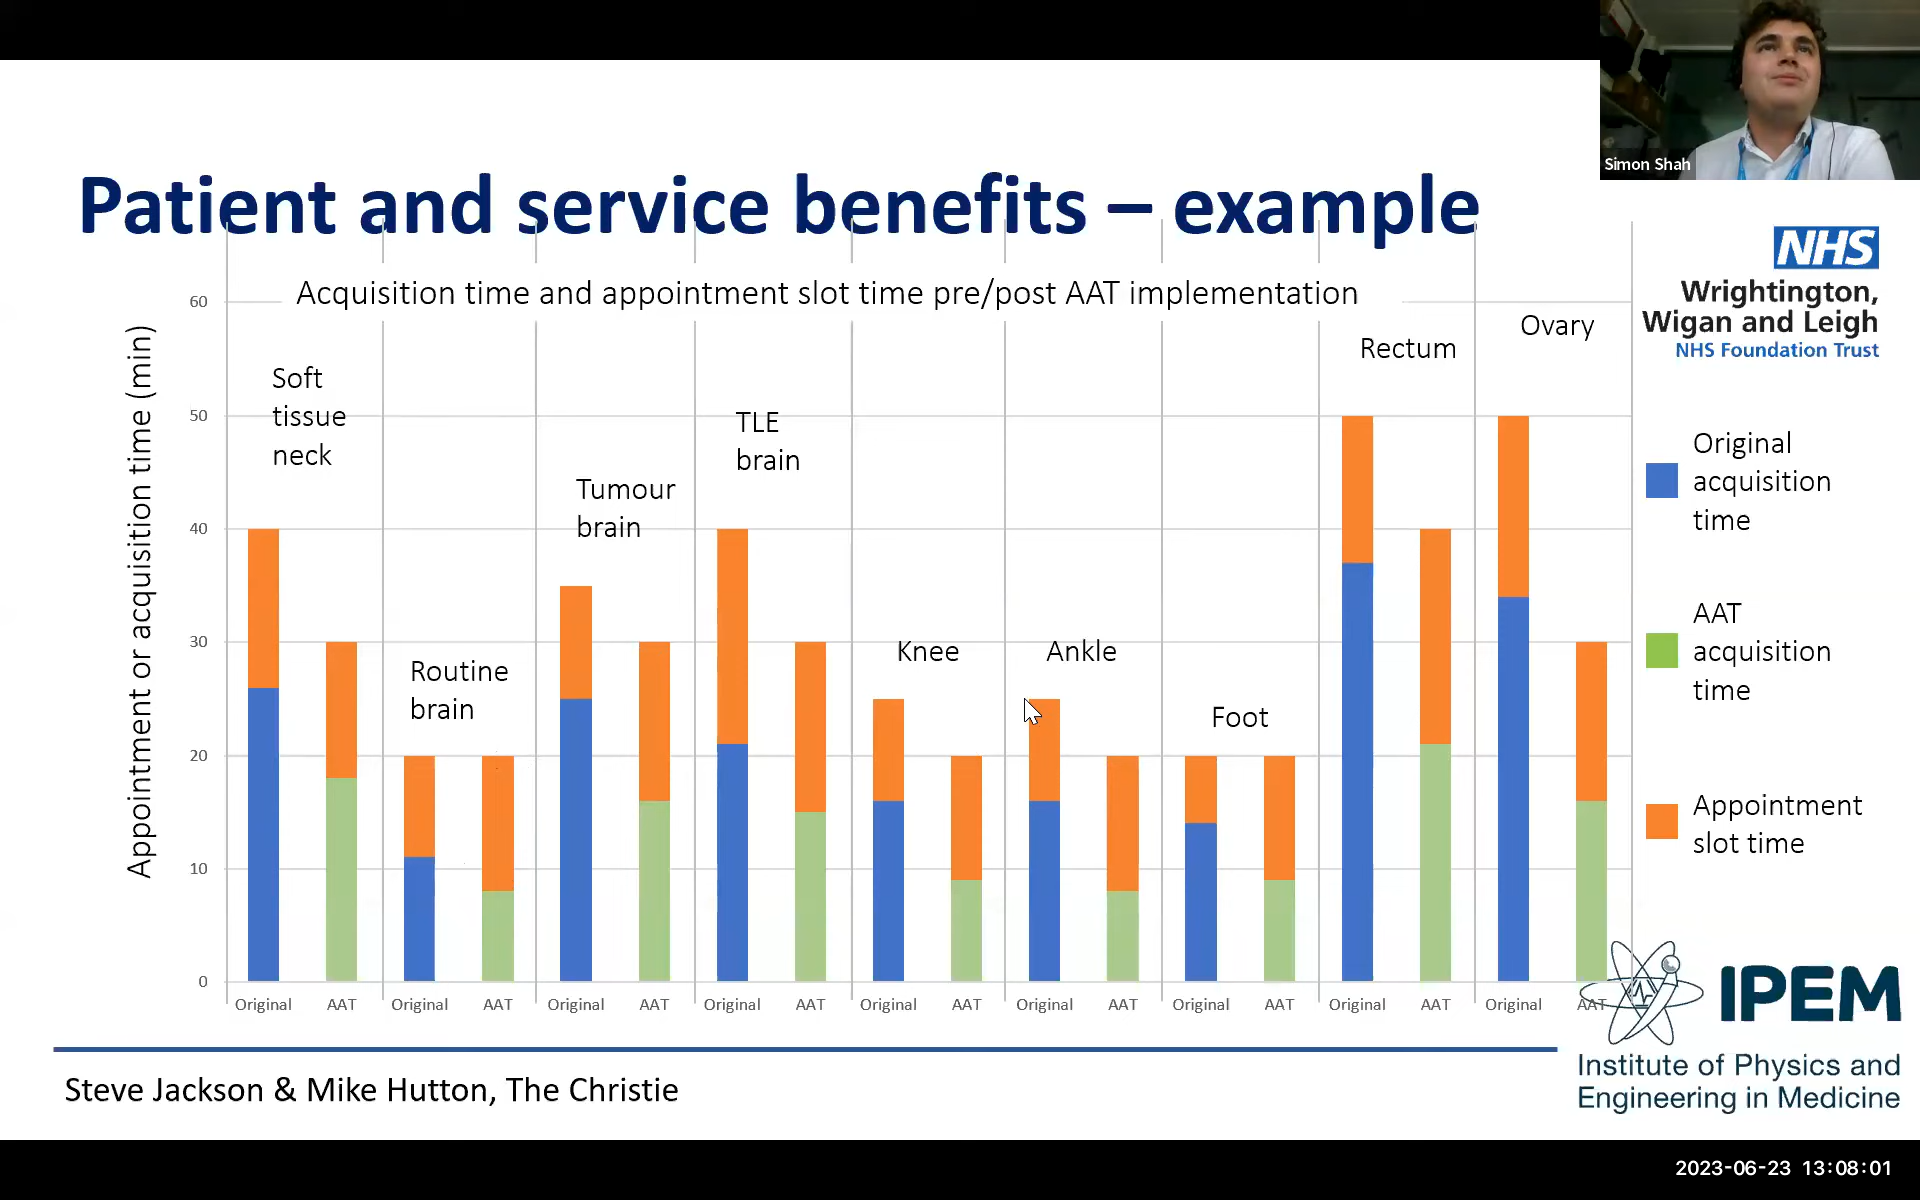 Simon Shah
Patient and service benefits – example
NHS
Wrightington,
Wigan and Leigh
NHS Foundation Trust
Acquisition time and appointment slot time pre/post AAT implementation
Appointment or acquisition time (min)
60
50
40
30
20
10
0
Soft
tissue
neck
Routine
brain
Tumour
brain
TLE
brain
Knee
Ankle
Foot
Rectum
Ovary
Original AAT Original AAT Original AAT Original AAT Original AAT Original AAT Original AAT Original AAT Original AAT
Original
acquisition
time
AAT
acquisition
time
Appointment
slot time
IPEM
Institute of Physics and
Engineering in Medicine
Steve Jackson & Mike Hutton, The Christie
2023-06-23 13:08:01